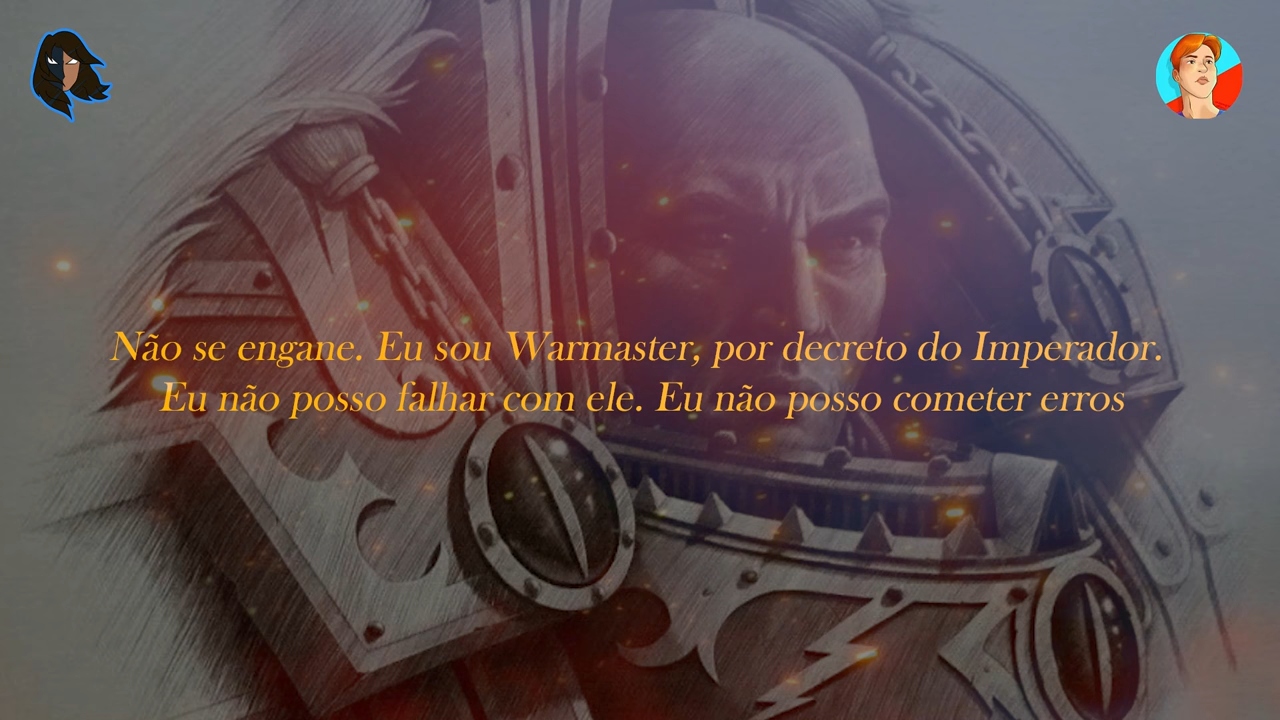 Não se engane. Eu sou Warmaster, por decreto do Imperador.
Eu não posso falhar com ele. Eu não posso cometer erros